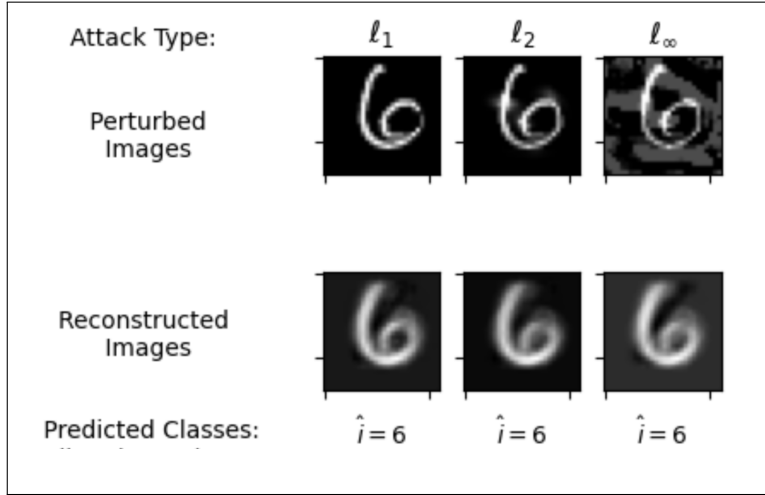 Attack Type: ℓ₁ ℓ₂ ℓ∞
Perturbed
Images
Reconstructed
Images
Predicted Classes: î = 6 î = 6 î = 6